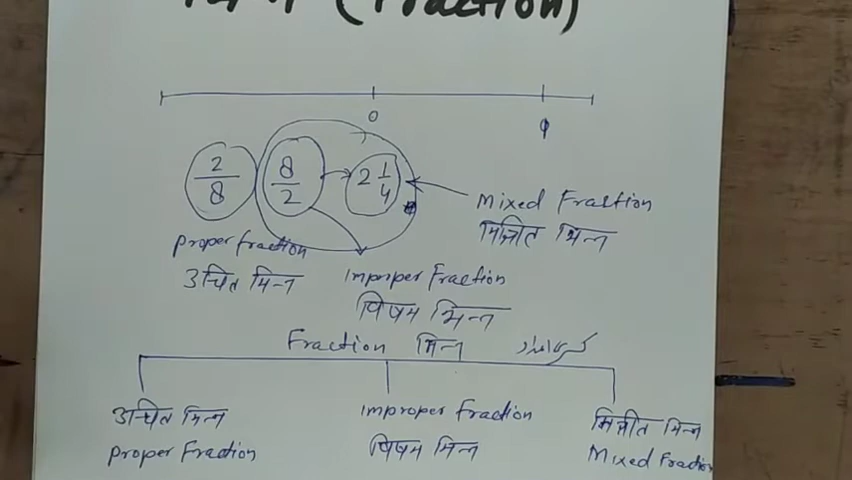 भिन्न (Fraction)
0 1
2/8 8/2 2 1/4
Mixed Fraction
मिश्रित भिन्न
Proper fraction
उचित भिन्न
Improper Fraction
विषम भिन्न
Fraction भिन्न
उचित भिन्न Improper Fraction मिश्रीत भिन्न
Proper Fraction विषम भिन्न Mixed Fraction